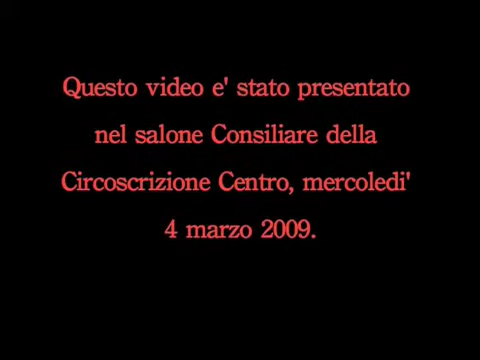 Questo video e' stato presentato
nel salone Consiliare della
Circoscrizione Centro, mercoledi'
4 marzo 2009.